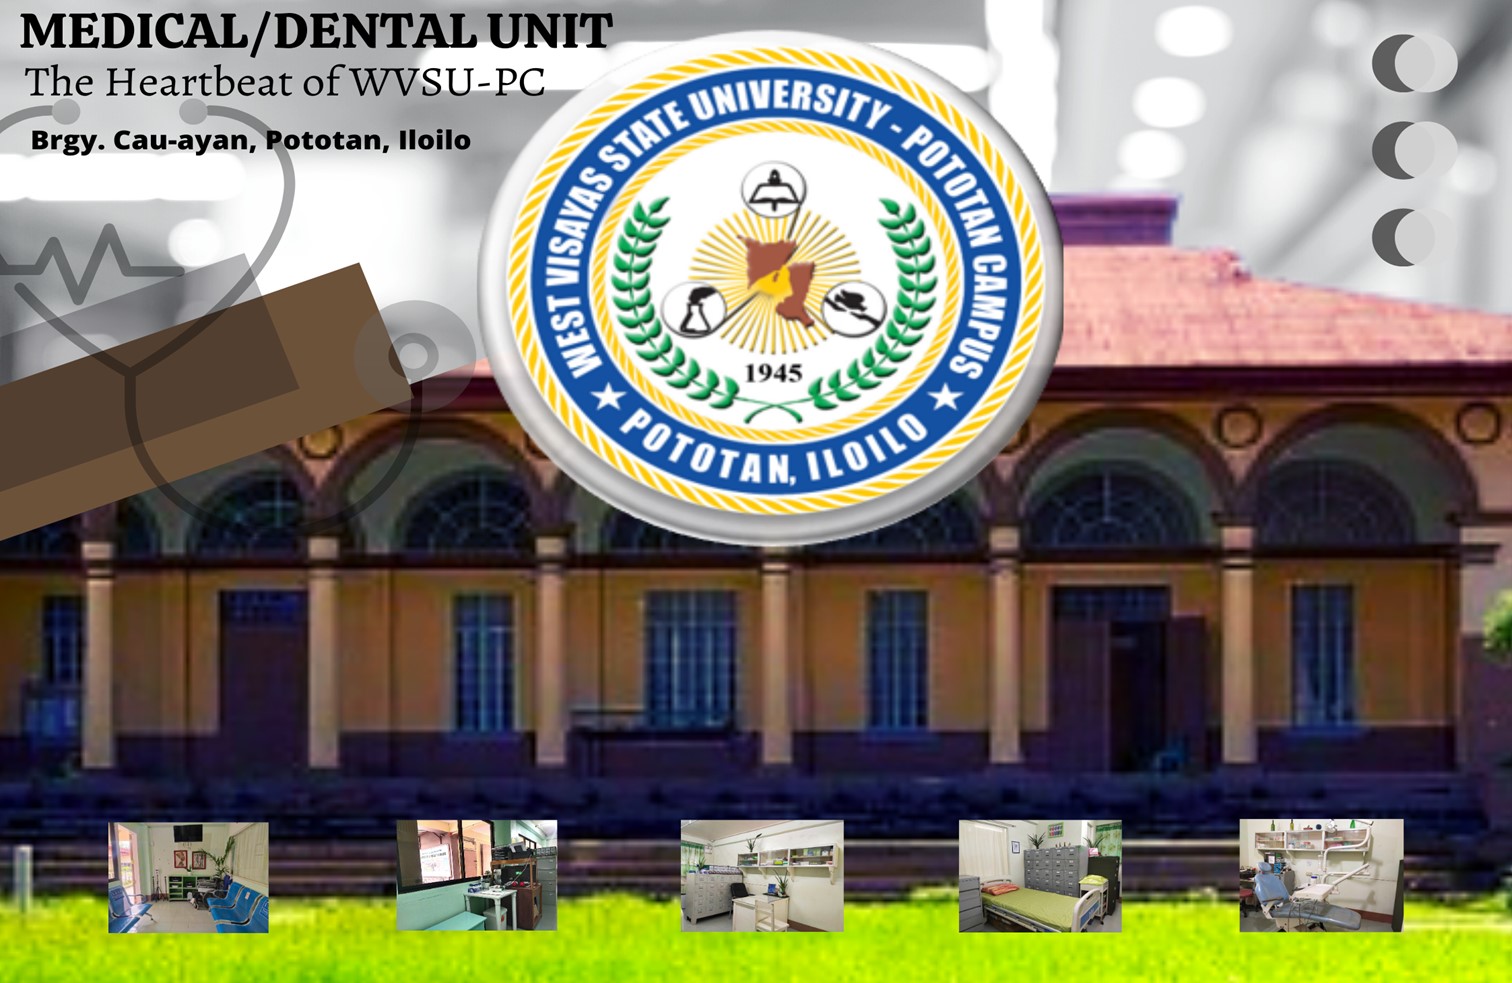 MEDICAL/DENTAL UNIT
The Heartbeat of WVSU-PC
Brgy. Cau-ayan, Pototan, Iloilo
WEST VISAYAS STATE UNIVERSITY - POTOTAN CAMPUS
1945
★ POTOTAN, ILOILO ★